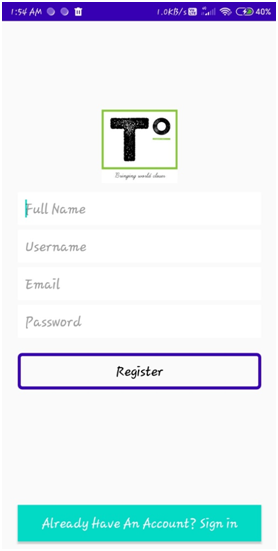 1:54 AM 1.0KB/s 40%
To
Bringing world closer
Full Name
Username
Email
Password
Register
Already Have An Account? Sign in